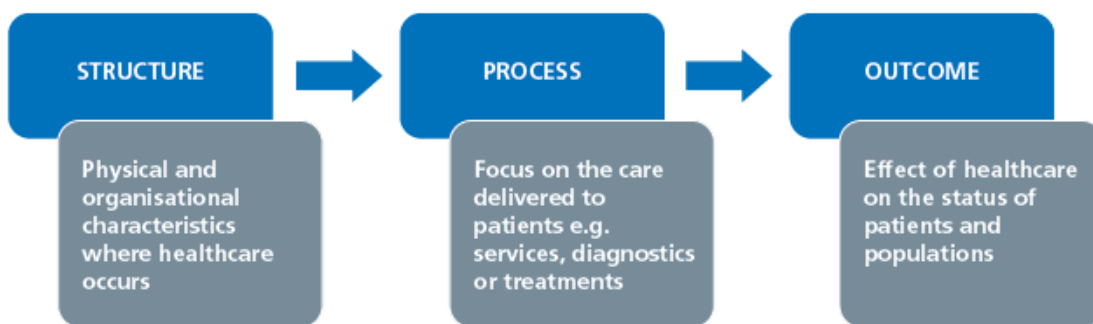 STRUCTURE
Physical and
organisational
characteristics
where healthcare
occurs
PROCESS
Focus on the care
delivered to
patients e.g.
services, diagnostics
or treatments
OUTCOME
Effect of healthcare
on the status of
patients and
populations